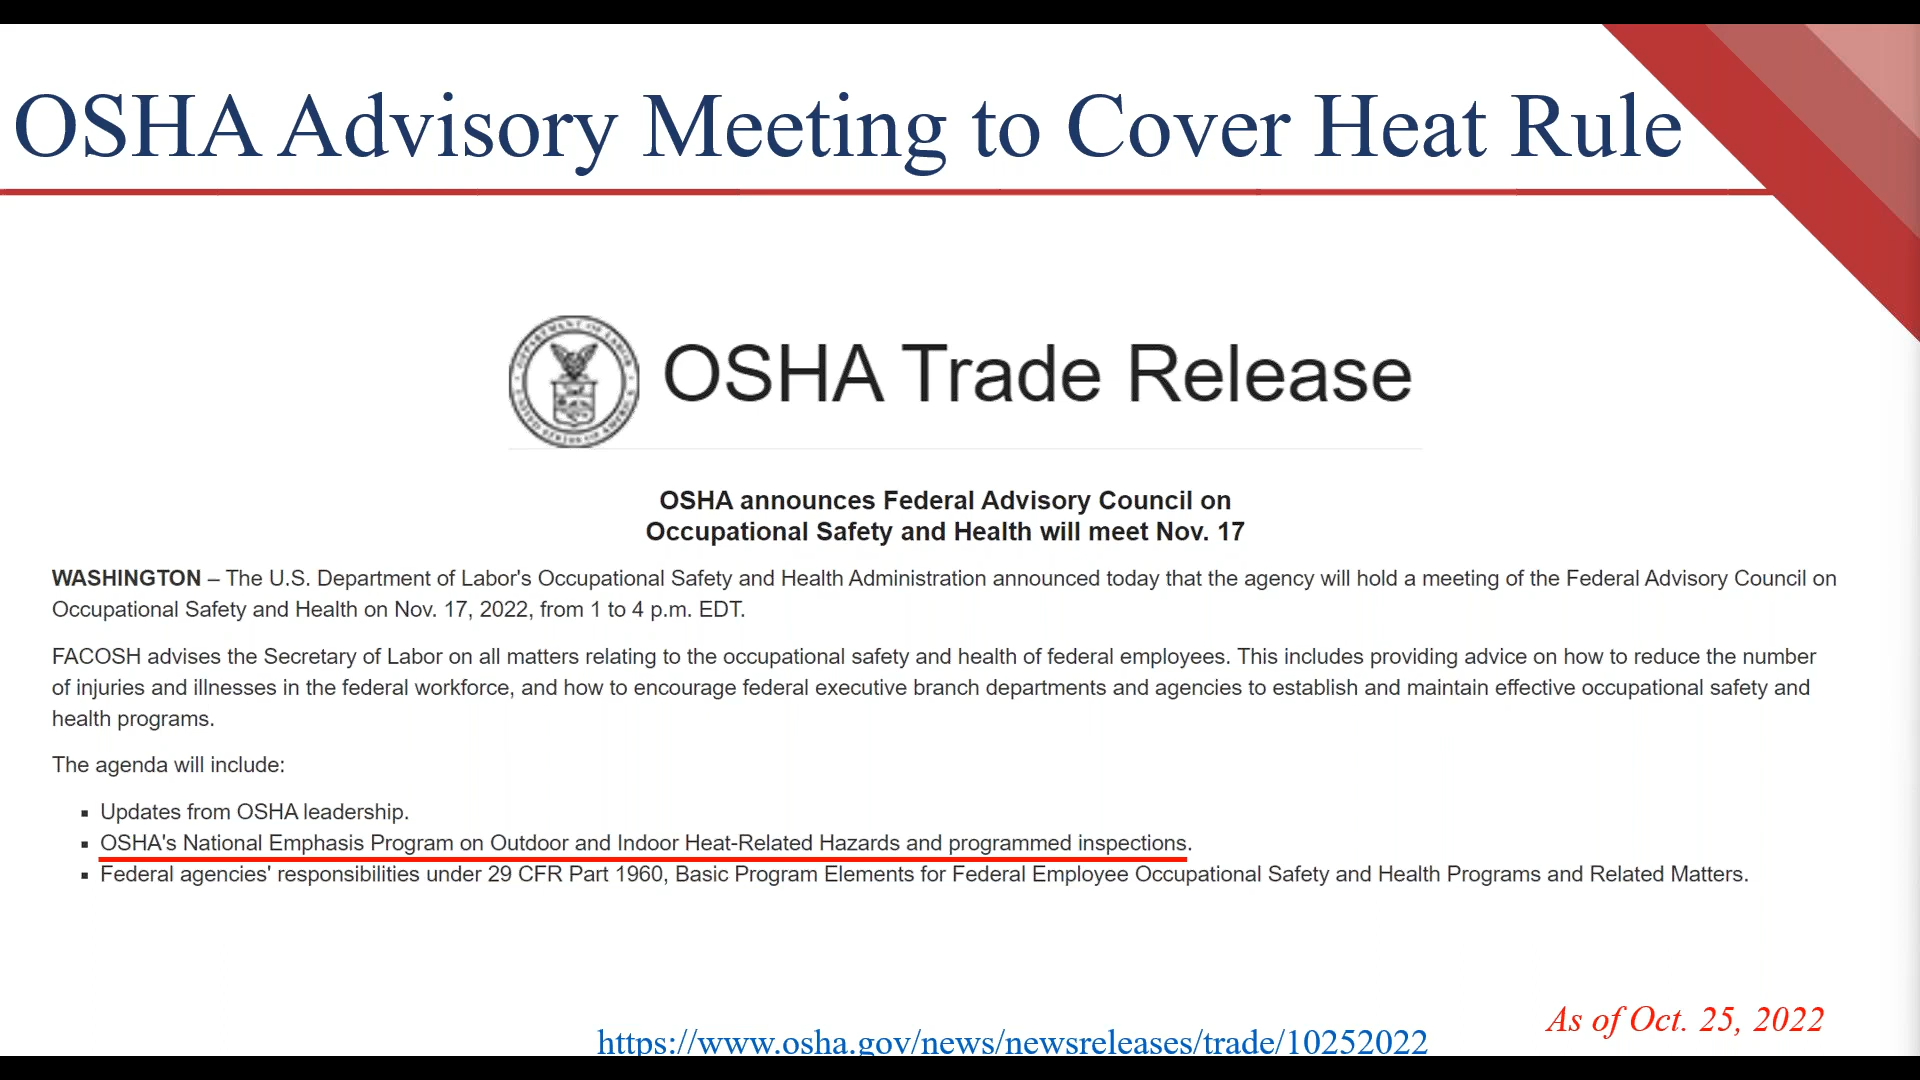 OSHA Advisory Meeting to Cover Heat Rule
DEPARTMENT OF LABOR
UNITED STATES OF AMERICA
OSHA Trade Release
OSHA announces Federal Advisory Council on
Occupational Safety and Health will meet Nov. 17
WASHINGTON – The U.S. Department of Labor's Occupational Safety and Health Administration announced today that the agency will hold a meeting of the Federal Advisory Council on
Occupational Safety and Health on Nov. 17, 2022, from 1 to 4 p.m. EDT.
FACOSH advises the Secretary of Labor on all matters relating to the occupational safety and health of federal employees. This includes providing advice on how to reduce the number
of injuries and illnesses in the federal workforce, and how to encourage federal executive branch departments and agencies to establish and maintain effective occupational safety and
health programs.
The agenda will include:
▪ Updates from OSHA leadership.
▪ OSHA's National Emphasis Program on Outdoor and Indoor Heat-Related Hazards and programmed inspections.
▪ Federal agencies' responsibilities under 29 CFR Part 1960, Basic Program Elements for Federal Employee Occupational Safety and Health Programs and Related Matters.
As of Oct. 25, 2022
https://www.osha.gov/news/newsreleases/trade/10252022